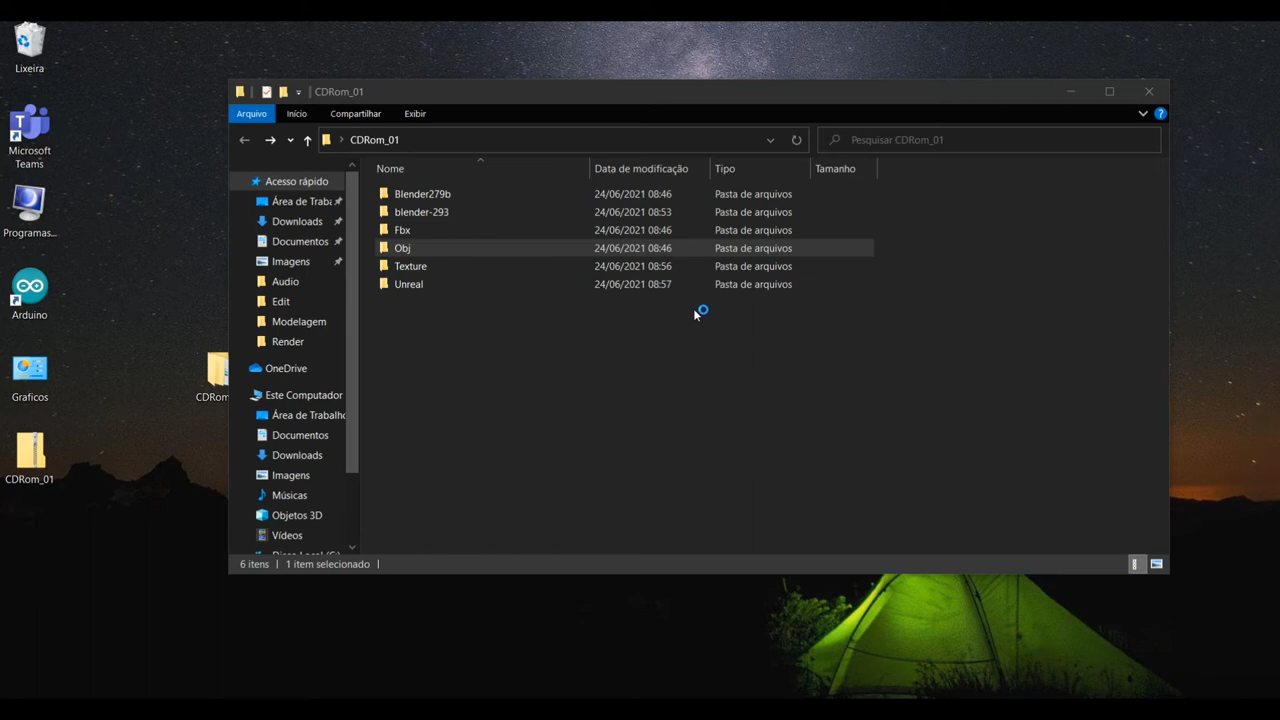 Lixeira
Microsoft
Teams
Programas...
Arduino
Graficos
CDRom_01
CDRom
CDRom_01
Arquivo Início Compartilhar Exibir
CDRom_01
Pesquisar CDRom_01
Acesso rápido
Área de Traba
Downloads
Documentos
Imagens
Audio
Edit
Modelagem
Render
OneDrive
Este Computador
Área de Trabalho
Documentos
Downloads
Imagens
Músicas
Objetos 3D
Vídeos
Disco Local (C:)
Nome Data de modificação Tipo Tamanho
Blender279b 24/06/2021 08:46 Pasta de arquivos
blender-293 24/06/2021 08:53 Pasta de arquivos
Fbx 24/06/2021 08:46 Pasta de arquivos
Obj 24/06/2021 08:46 Pasta de arquivos
Texture 24/06/2021 08:56 Pasta de arquivos
Unreal 24/06/2021 08:57 Pasta de arquivos
6 itens 1 item selecionado